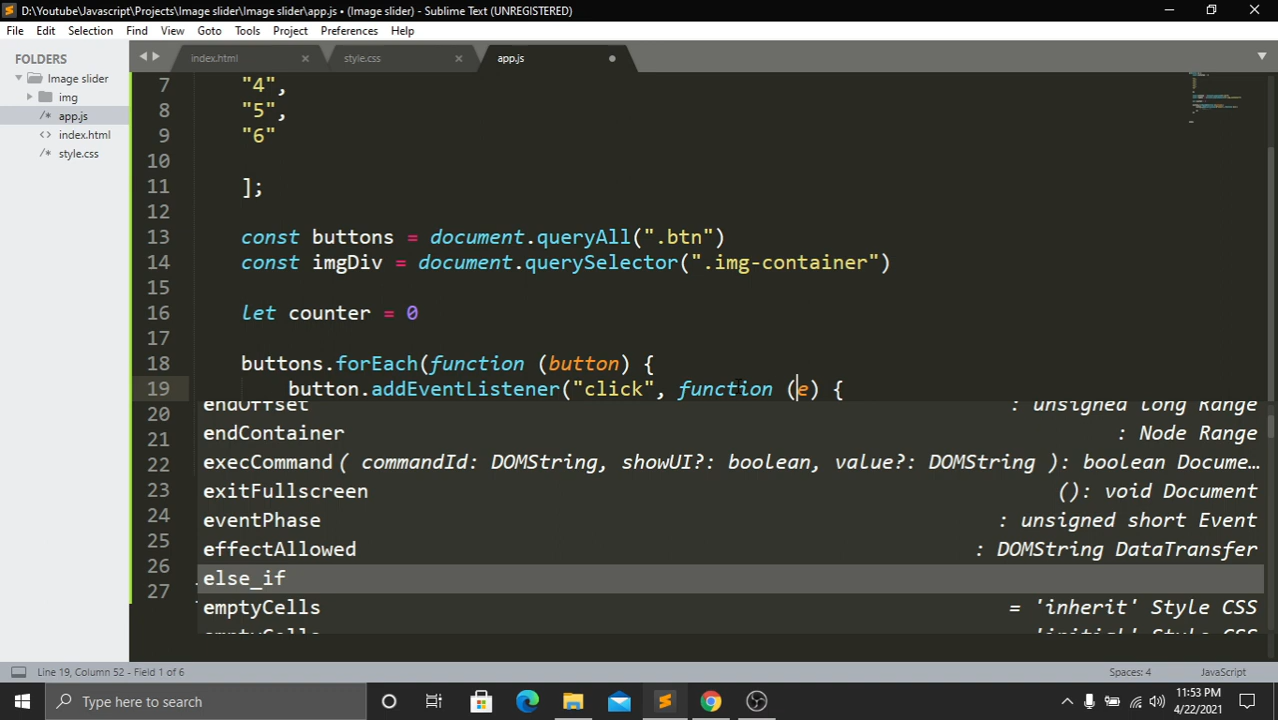 D:\Youtube\Javascript\Projects\Image slider\Image slider\app.js • (Image slider) - Sublime Text (UNREGISTERED)
File Edit Selection Find View Goto Tools Project Preferences Help
FOLDERS
Image slider
img
/* app.js
<> index.html
/* style.css
index.html × style.css × app.js
7 "4",
8 "5",
9 "6"
10
11 ];
12
13 const buttons = document.queryAll(".btn")
14 const imgDiv = document.querySelector(".img-container")
15
16 let counter = 0
17
18 buttons.forEach(function (button) {
19 button.addEventListener("click", function (e) {
20
21
22
23
24
25
26
27
endOffset : unsigned long Range
endContainer : Node Range
execCommand ( commandId: DOMString, showUI?: boolean, value?: DOMString ): boolean Docume…
exitFullscreen (): void Document
eventPhase : unsigned short Event
effectAllowed : DOMString DataTransfer
else_if
emptyCells = 'inherit' Style CSS
emptyCells = 'initial' Style CSS
Line 19, Column 52 - Field 1 of 6
Spaces: 4
JavaScript
Type here to search
11:53 PM
4/22/2021